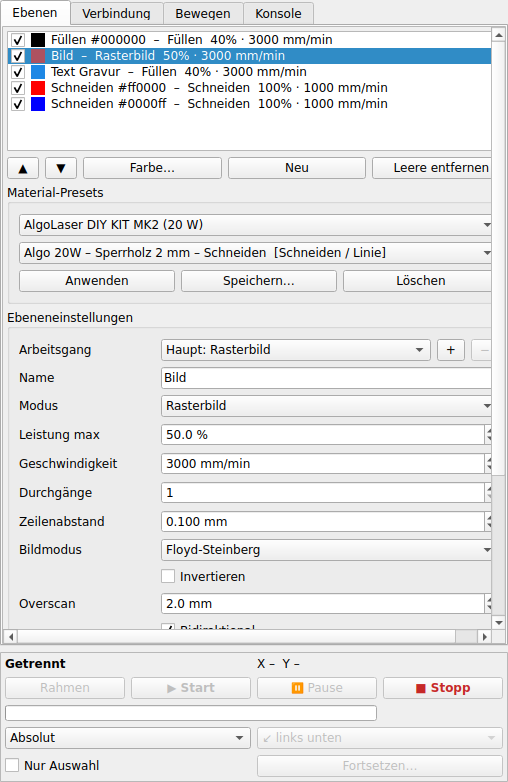 Ebenen Verbindung Bewegen Konsole
Füllen #000000 – Füllen 40% · 3000 mm/min
Bild – Rasterbild 50% · 3000 mm/min
Text Gravur – Füllen 40% · 3000 mm/min
Schneiden #ff0000 – Schneiden 100% · 1000 mm/min
Schneiden #0000ff – Schneiden 100% · 1000 mm/min
▲ ▼ Farbe... Neu Leere entfernen
Material-Presets
AlgoLaser DIY KIT MK2 (20 W)
Algo 20W – Sperrholz 2 mm – Schneiden [Schneiden / Linie]
Anwenden Speichern... Löschen
Ebeneneinstellungen
Arbeitsgang Haupt: Rasterbild + −
Name Bild
Modus Rasterbild
Leistung max 50.0 %
Geschwindigkeit 3000 mm/min
Durchgänge 1
Zeilenabstand 0.100 mm
Bildmodus Floyd-Steinberg
Invertieren
Overscan 2.0 mm
Bidirektional
Getrennt X – Y –
Rahmen ▶ Start ⏸ Pause ■ Stopp
Absolut ↙ links unten
Nur Auswahl Fortsetzen...